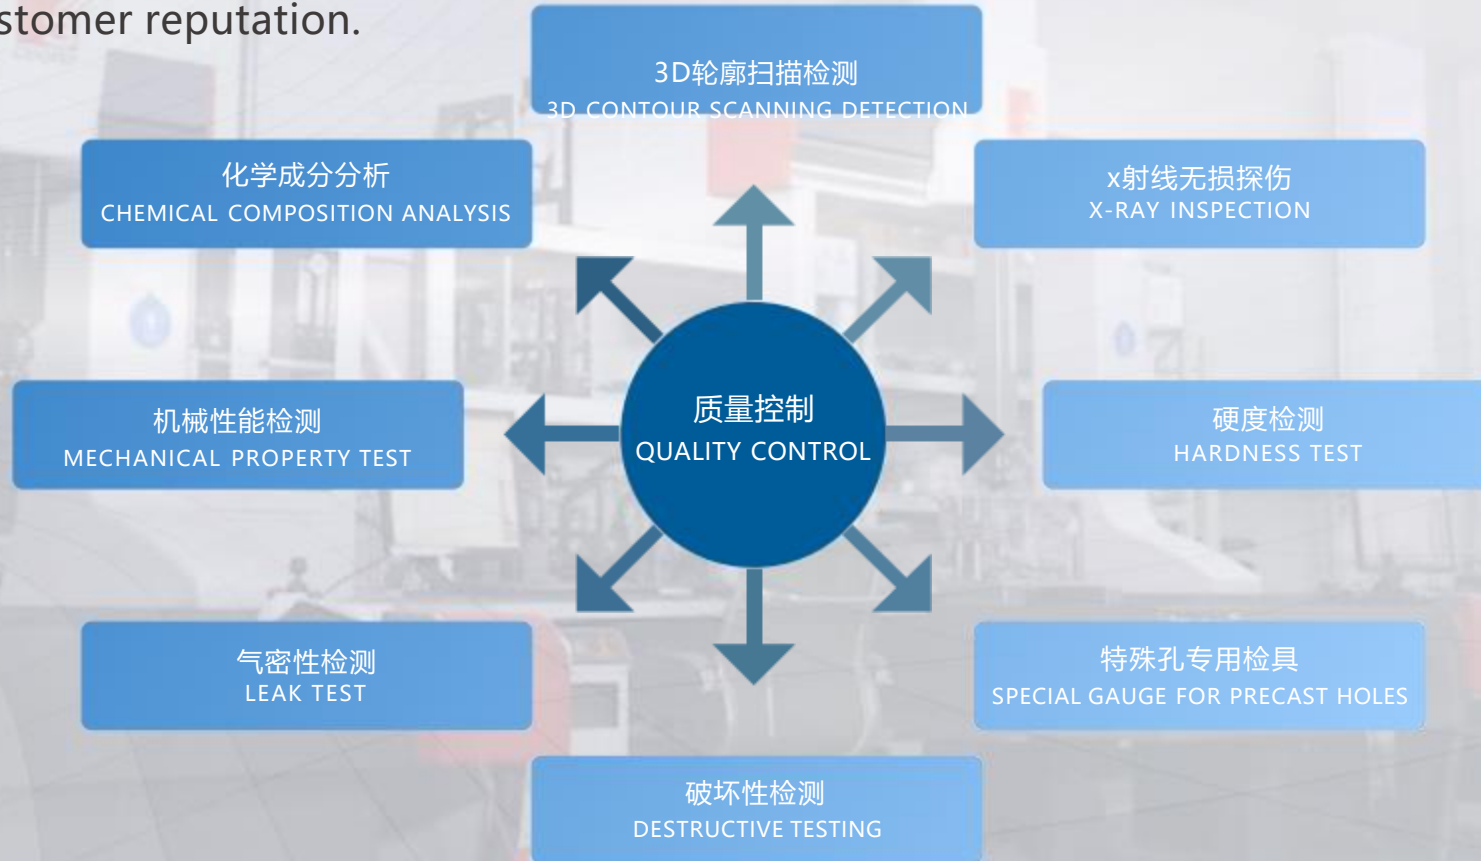 stomer reputation.
3D轮廓扫描检测
3D CONTOUR SCANNING DETECTION
化学成分分析
CHEMICAL COMPOSITION ANALYSIS
x射线无损探伤
X-RAY INSPECTION
机械性能检测
MECHANICAL PROPERTY TEST
质量控制
QUALITY CONTROL
硬度检测
HARDNESS TEST
气密性检测
LEAK TEST
特殊孔专用检具
SPECIAL GAUGE FOR PRECAST HOLES
破坏性检测
DESTRUCTIVE TESTING